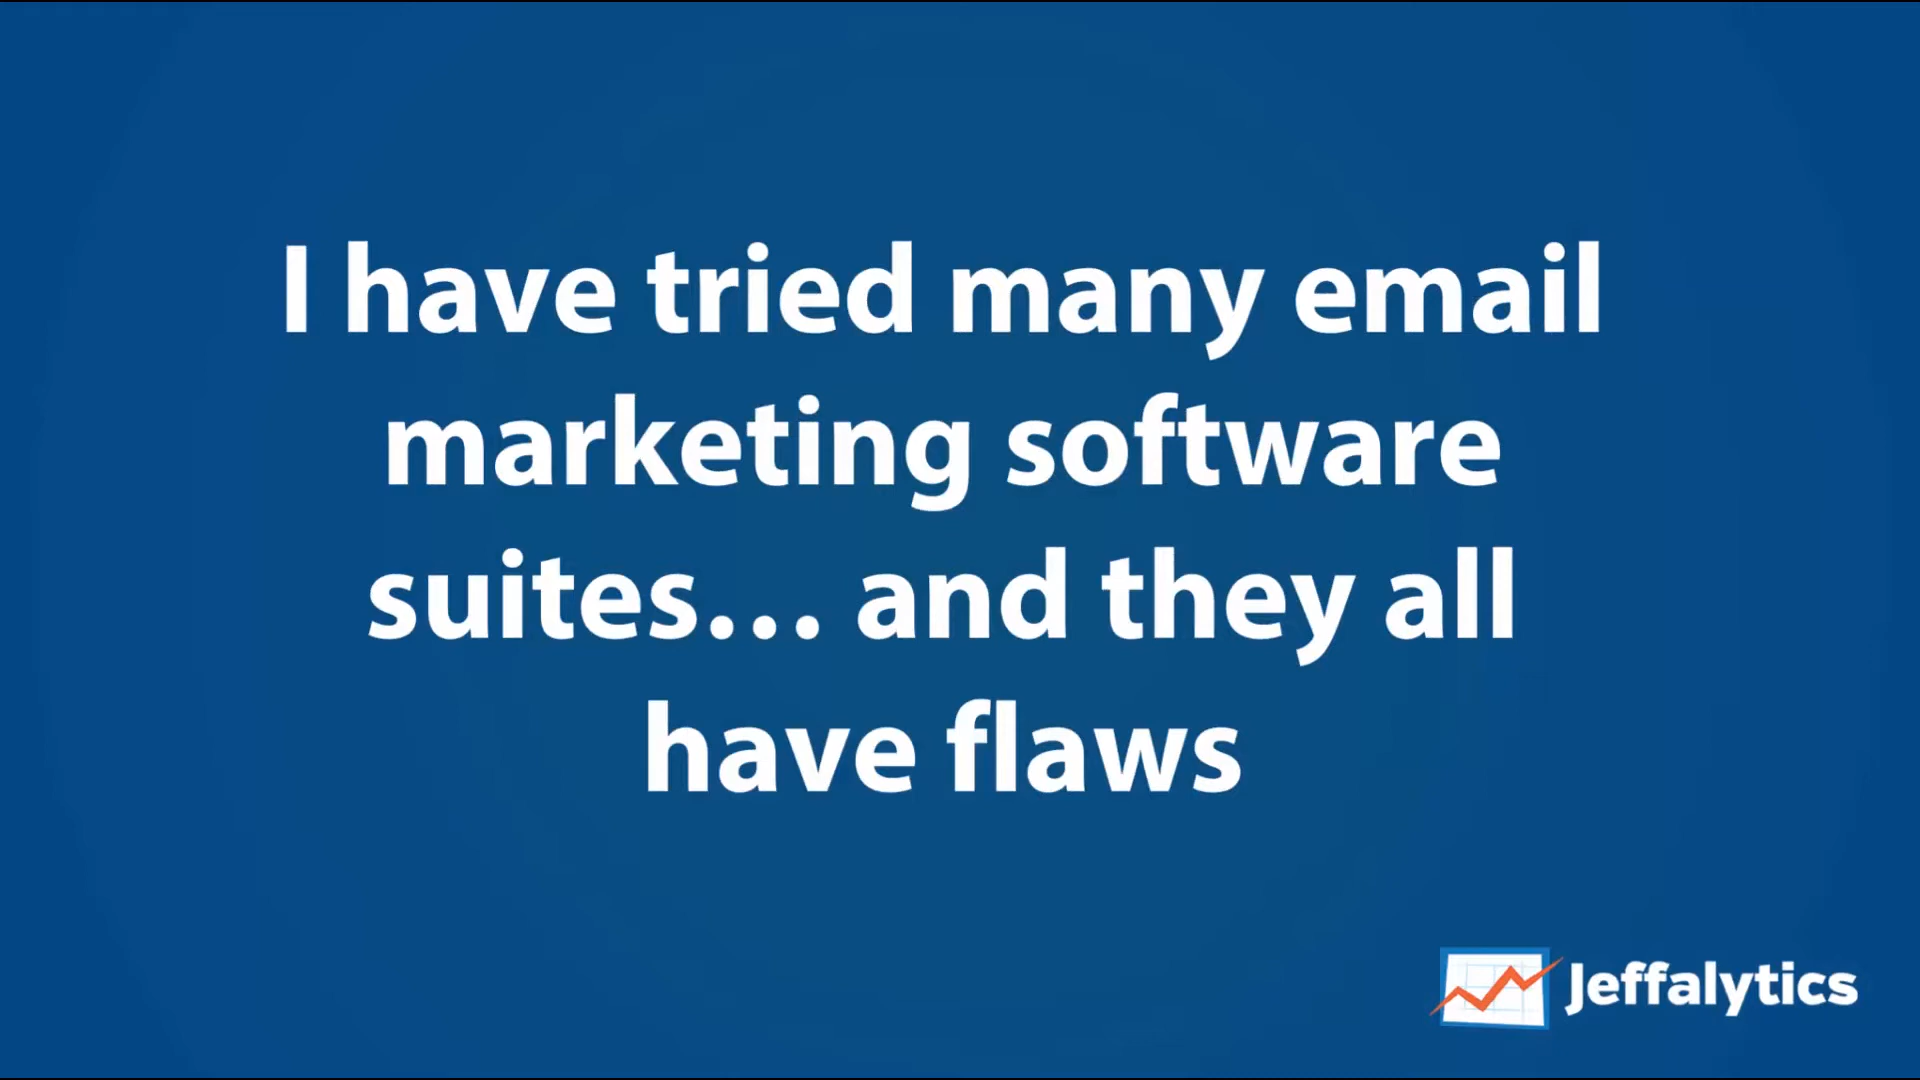 I have tried many email
marketing software
suites... and they all
have flaws
Jeffalytics